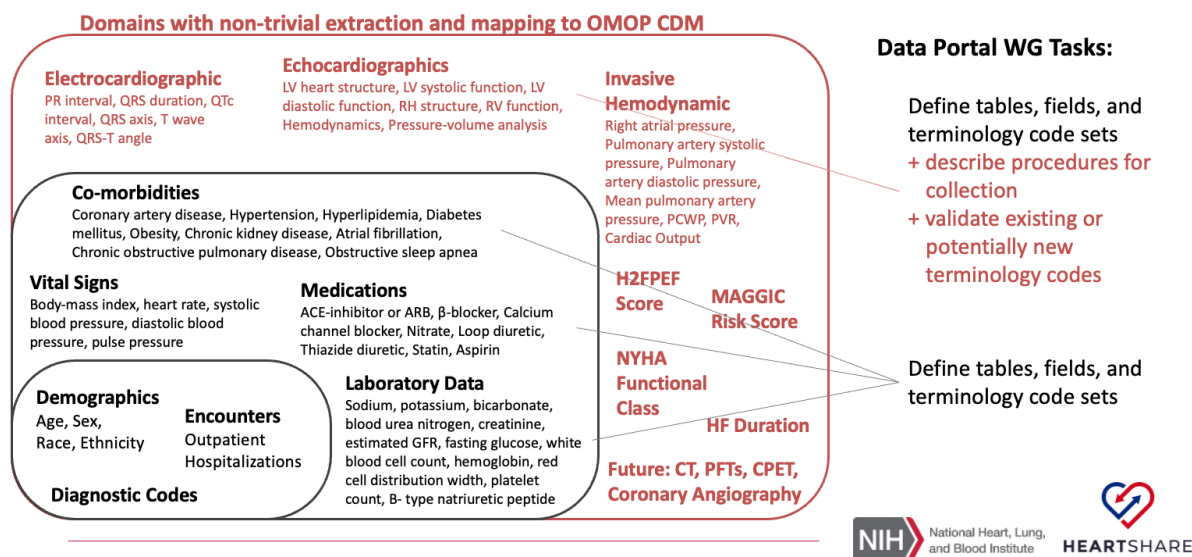 Domains with non-trivial extraction and mapping to OMOP CDM
Electrocardiographic
PR interval, QRS duration, QTc
interval, QRS axis, T wave
axis, QRS-T angle
Echocardiographics
LV heart structure, LV systolic function, LV
diastolic function, RH structure, RV function,
Hemodynamics, Pressure-volume analysis
Invasive
Hemodynamic
Right atrial pressure,
Pulmonary artery systolic
pressure, Pulmonary
artery diastolic pressure,
Mean pulmonary artery
pressure, PCWP, PVR,
Cardiac Output
Co-morbidities
Coronary artery disease, Hypertension, Hyperlipidemia, Diabetes
mellitus, Obesity, Chronic kidney disease, Atrial fibrillation,
Chronic obstructive pulmonary disease, Obstructive sleep apnea
Vital Signs
Body-mass index, heart rate, systolic
blood pressure, diastolic blood
pressure, pulse pressure
Medications
ACE-inhibitor or ARB, β-blocker, Calcium
channel blocker, Nitrate, Loop diuretic,
Thiazide diuretic, Statin, Aspirin
H2FPEF
Score
MAGGIC
Risk Score
NYHA
Functional
Class
HF Duration
Future: CT, PFTs, CPET,
Coronary Angiography
Demographics
Age, Sex,
Race, Ethnicity
Encounters
Outpatient
Hospitalizations
Diagnostic Codes
Laboratory Data
Sodium, potassium, bicarbonate,
blood urea nitrogen, creatinine,
estimated GFR, fasting glucose, white
blood cell count, hemoglobin, red
cell distribution width, platelet
count, B- type natriuretic peptide
Data Portal WG Tasks:
Define tables, fields, and
terminology code sets
+ describe procedures for
collection
+ validate existing or
potentially new
terminology codes
Define tables, fields, and
terminology code sets
NIH
National Heart, Lung,
and Blood Institute
HEARTSHARE